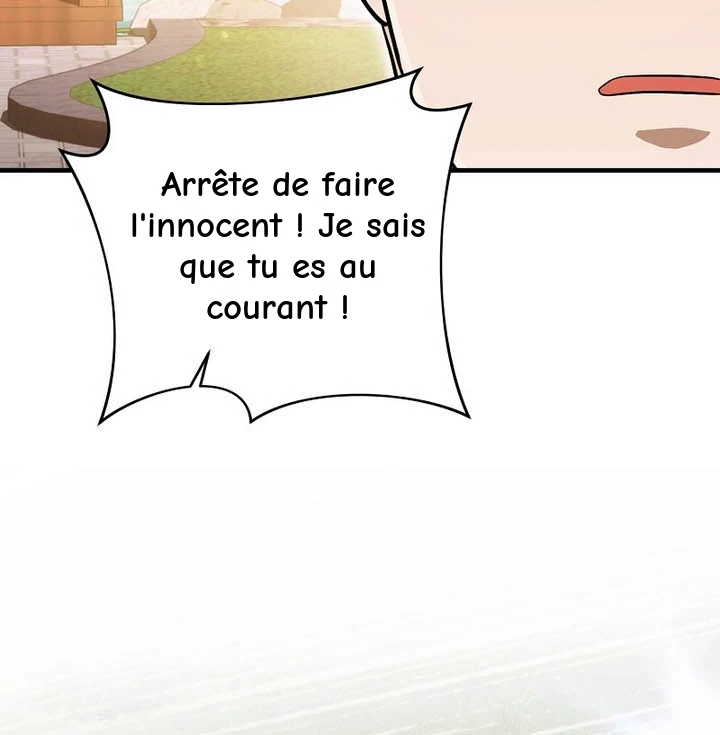 Arrête de faire
l'innocent ! Je sais
que tu es au
courant !